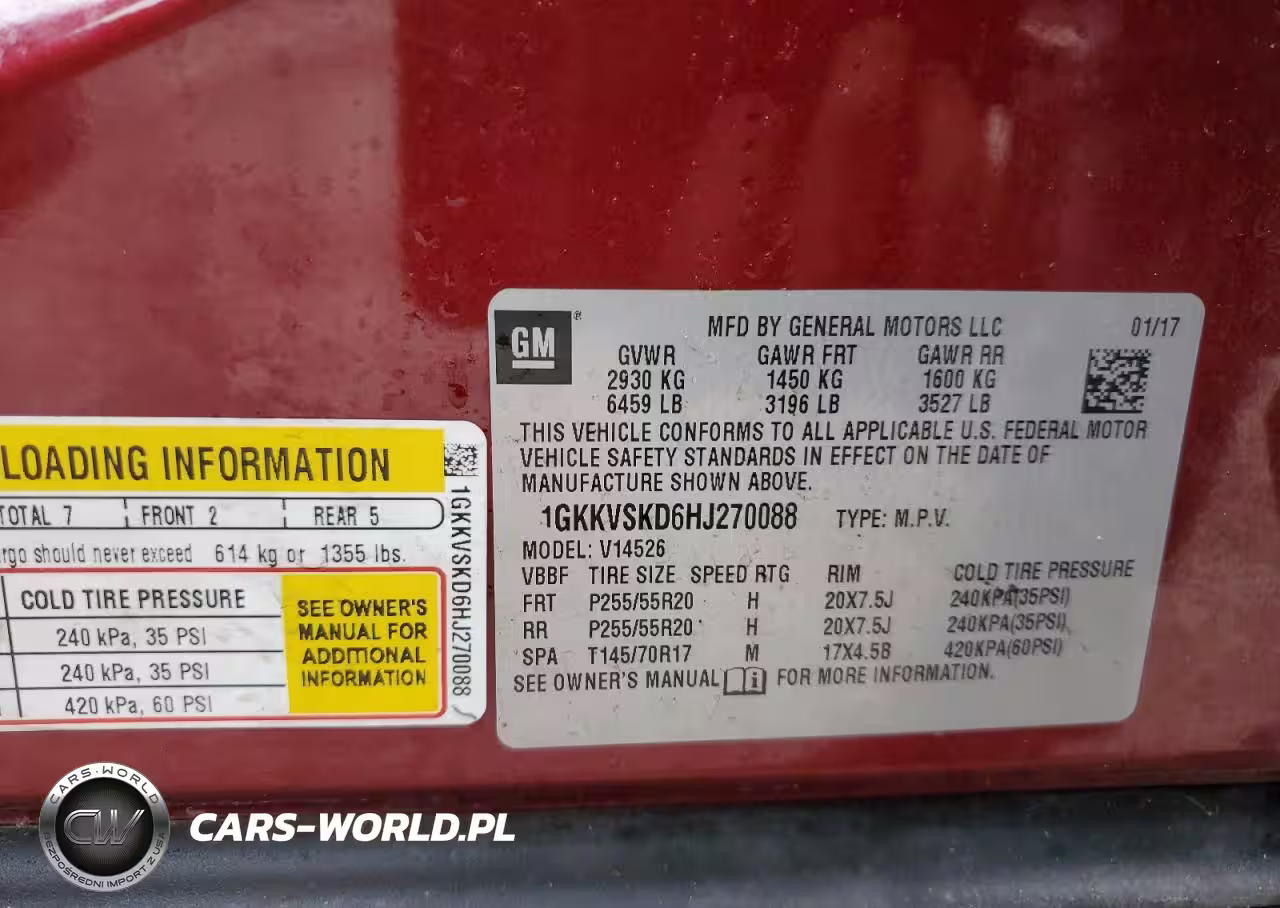 GM ®
MFD BY GENERAL MOTORS LLC 01/17
GVWR GAWR FRT GAWR RR
2930 KG 1450 KG 1600 KG
6459 LB 3196 LB 3527 LB
THIS VEHICLE CONFORMS TO ALL APPLICABLE U.S. FEDERAL MOTOR
VEHICLE SAFETY STANDARDS IN EFFECT ON THE DATE OF
MANUFACTURE SHOWN ABOVE.
1GKKVSKD6HJ270088 TYPE: M.P.V.
MODEL: V14526
VBBF TIRE SIZE SPEED RTG RIM COLD TIRE PRESSURE
FRT P255/55R20 H 20X7.5J 240KPA(35PSI)
RR P255/55R20 H 20X7.5J 240KPA(35PSI)
SPA T145/70R17 M 17X4.5B 420KPA(60PSI)
SEE OWNER'S MANUAL FOR MORE INFORMATION.
LOADING INFORMATION
TOTAL 7 FRONT 2 REAR 5
rgo should never exceed 614 kg or 1355 lbs.
COLD TIRE PRESSURE
240 kPa, 35 PSI
240 kPa, 35 PSI
420 kPa, 60 PSI
SEE OWNER'S
MANUAL FOR
ADDITIONAL
INFORMATION
1GKKVSKD6HJ270088
CARS-WORLD
CW
BEZPOŚREDNI IMPORT Z USA
CARS-WORLD.PL